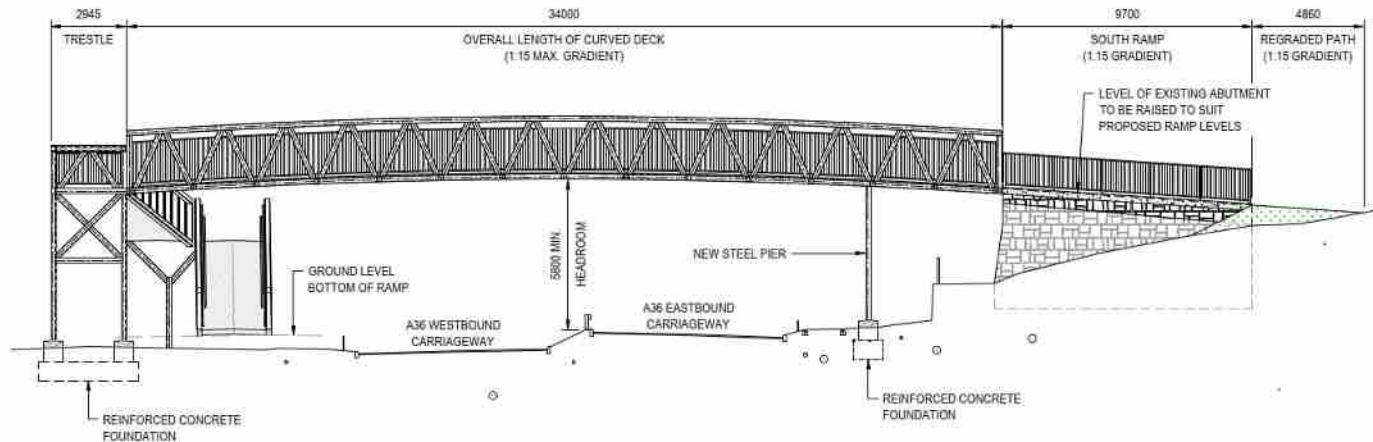 2945
34000
9700
4860
TRESTLE
OVERALL LENGTH OF CURVED DECK
(1:15 MAX. GRADIENT)
SOUTH RAMP
(1:15 GRADIENT)
REGRADED PATH
(1:15 GRADIENT)
LEVEL OF EXISTING ABUTMENT
TO BE RAISED TO SUIT
PROPOSED RAMP LEVELS
5800 MIN.
HEADROOM
NEW STEEL PIER
GROUND LEVEL
BOTTOM OF RAMP
A36 WESTBOUND
CARRIAGEWAY
A36 EASTBOUND
CARRIAGEWAY
REINFORCED CONCRETE
FOUNDATION
REINFORCED CONCRETE
FOUNDATION